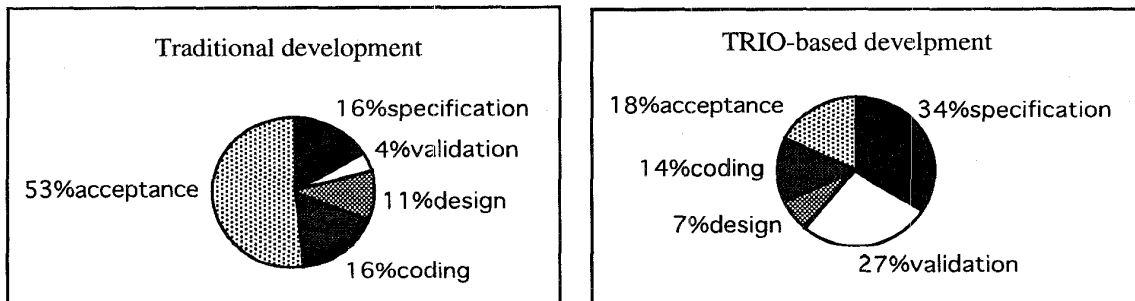 Traditional development
16%specification
4%validation
53%acceptance
11%design
16%coding
TRIO-based develpment
18%acceptance
34%specification
14%coding
7%design
27%validation